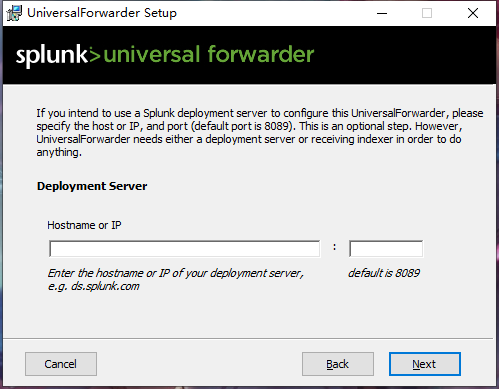 UniversalForwarder Setup
splunk> universal forwarder
If you intend to use a Splunk deployment server to configure this UniversalForwarder, please
specify the host or IP, and port (default port is 8089). This is an optional step. However,
UniversalForwarder needs either a deployment server or receiving indexer in order to do
anything.
Deployment Server
Hostname or IP
:
Enter the hostname or IP of your deployment server,
e.g. ds.splunk.com
default is 8089
Cancel
Back
Next